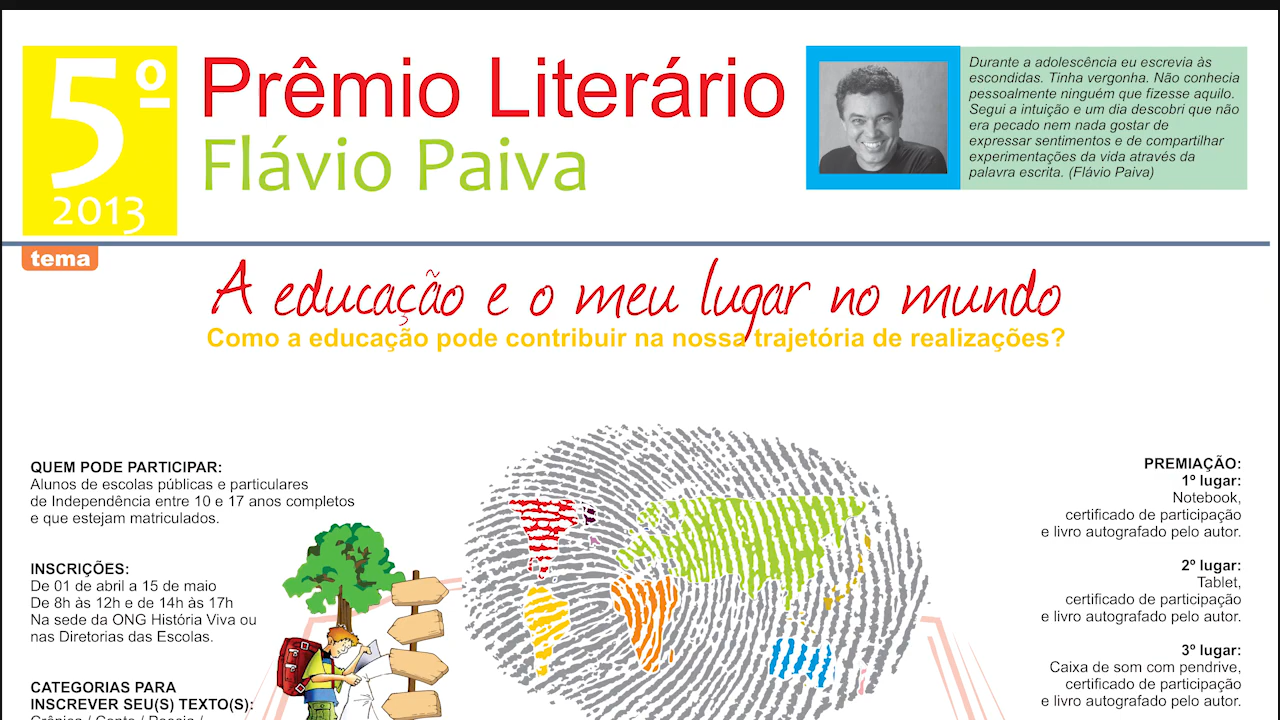 5º
2013
Prêmio Literário
Flávio Paiva
Durante a adolescência eu escrevia às
escondidas. Tinha vergonha. Não conhecia
pessoalmente ninguém que fizesse aquilo.
Segui a intuição e um dia descobri que não
era pecado nem nada gostar de
expressar sentimentos e de compartilhar
experimentações da vida através da
palavra escrita. (Flávio Paiva)
tema
A educação e o meu lugar no mundo
Como a educação pode contribuir na nossa trajetória de realizações?
QUEM PODE PARTICIPAR:
Alunos de escolas públicas e particulares
de Independência entre 10 e 17 anos completos
e que estejam matriculados.
INSCRIÇÕES:
De 01 de abril a 15 de maio
De 8h às 12h e de 14h às 17h
Na sede da ONG História Viva ou
nas Diretorias das Escolas.
CATEGORIAS PARA
INSCREVER SEU(S) TEXTO(S):
Crônica / Conto / Poesia /
PREMIAÇÃO:
1º lugar:
Notebook,
certificado de participação
e livro autografado pelo autor.
2º lugar:
Tablet,
certificado de participação
e livro autografado pelo autor.
3º lugar:
Caixa de som com pendrive,
certificado de participação
e livro autografado pelo autor.